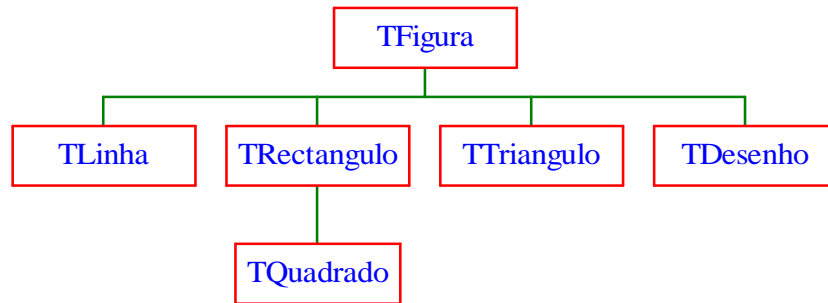 TFigura
TLinha
TRectangulo
TTriangulo
TDesenho
TQuadrado